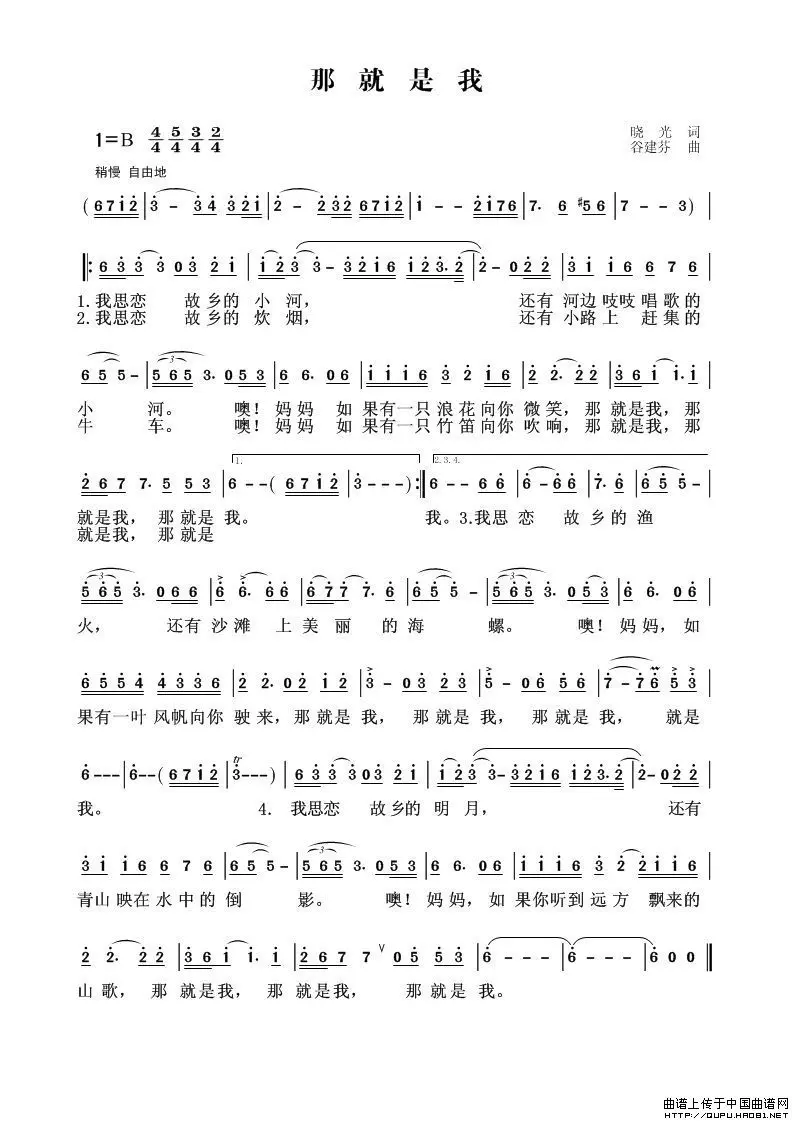 那就是我
1=B 4/4 5/4 3/4 2/4
晓光 词
谷建芬 曲
稍慢 自由地
1.我思恋 故乡的小河， 还有河边吱吱唱歌的
2.我思恋 故乡的炊烟， 还有小路上赶集的
小河。 噢！妈妈如果有一只浪花向你微笑，那就是我，那
牛车。 噢！妈妈如果有一只竹笛向你吹响，那就是我，那
1.
2.3.4.
就是我，那就是我。 我。3.我思恋故乡的渔
就是我，那就是
火， 还有沙滩上美丽的海螺。 噢！妈妈，如
果有一叶风帆向你驶来，那就是我， 那就是我， 那就是我， 就是
我。 4. 我思恋 故乡的明月， 还有
青山映在水中的倒影。 噢！妈妈，如果你听到远方飘来的
山歌，那就是我，那就是我， 那就是我。
曲谱上传于中国曲谱网
HTTP://QUPU.HAO81.NET